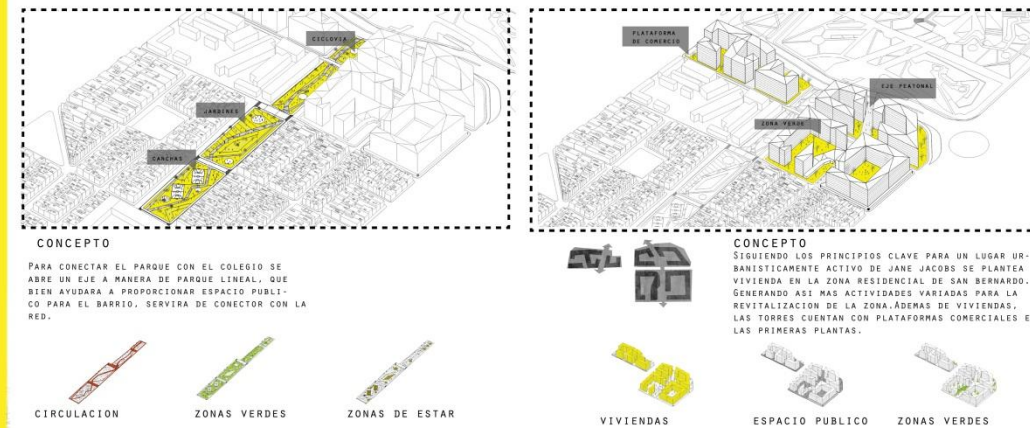 CICLOVIA
JARDINES
CANCHAS
CONCEPTO
PARA CONECTAR EL PARQUE CON EL COLEGIO SE
ABRE UN EJE A MANERA DE PARQUE LINEAL, QUE
BIEN AYUDARA A PROPORCIONAR ESPACIO PUBLI-
CO PARA EL BARRIO, SERVIRA DE CONECTOR CON LA
RED.
CIRCULACION
ZONAS VERDES
ZONAS DE ESTAR
PLATAFORMA
DE COMERCIO
EJE PEATONAL
ZONA VERDE
CONCEPTO
SIGUIENDO LOS PRINCIPIOS CLAVE PARA UN LUGAR UR-
BANISTICAMENTE ACTIVO DE JANE JACOBS SE PLANTEA
VIVIENDA EN LA ZONA RESIDENCIAL DE SAN BERNARDO.
GENERANDO ASI MAS ACTIVIDADES VARIADAS PARA LA
REVITALIZACION DE LA ZONA.ADEMAS DE VIVIENDAS,
LAS TORRES CUENTAN CON PLATAFORMAS COMERCIALES E
LAS PRIMERAS PLANTAS.
VIVIENDAS
ESPACIO PUBLICO
ZONAS VERDES